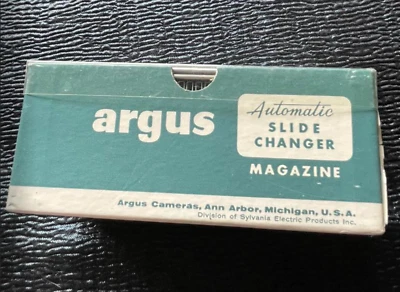 argus
Automatic
SLIDE
CHANGER
MAGAZINE
Argus Cameras, Ann Arbor, Michigan, U.S.A.
Division of Sylvania Electric Products Inc.